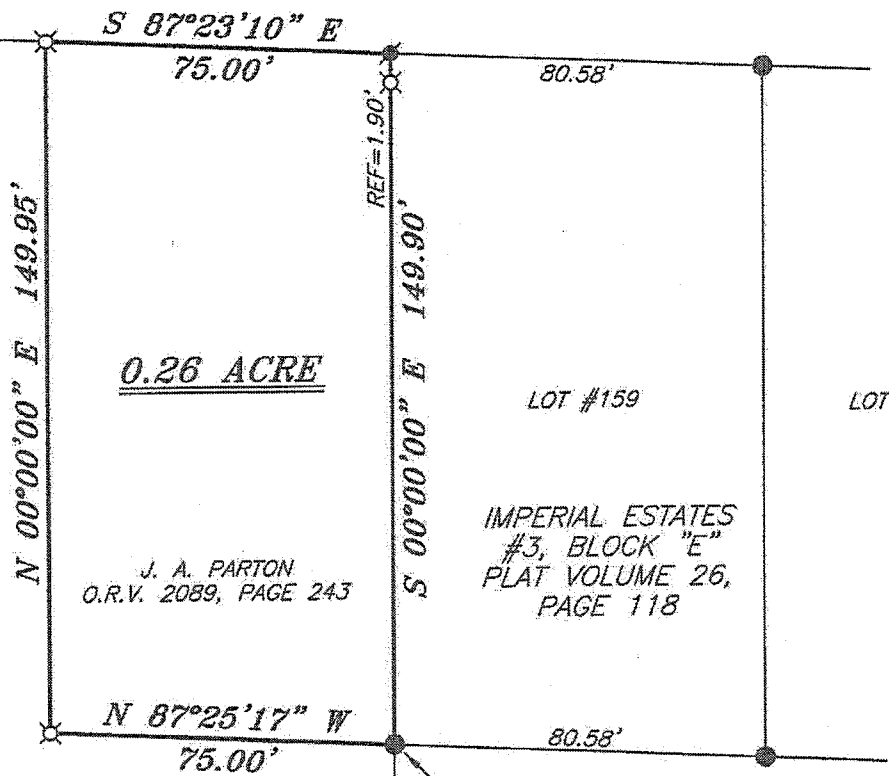 S 87°23'10" E
75.00'
80.58'
REF=1.90'
N 00°00'00" E 149.95'
S 00°00'00" E 149.90'
0.26 ACRE
LOT #159
LOT
IMPERIAL ESTATES
#3, BLOCK "E"
PLAT VOLUME 26,
PAGE 118
J. A. PARTON
O.R.V. 2089, PAGE 243
N 87°25'17" W
75.00'
80.58'